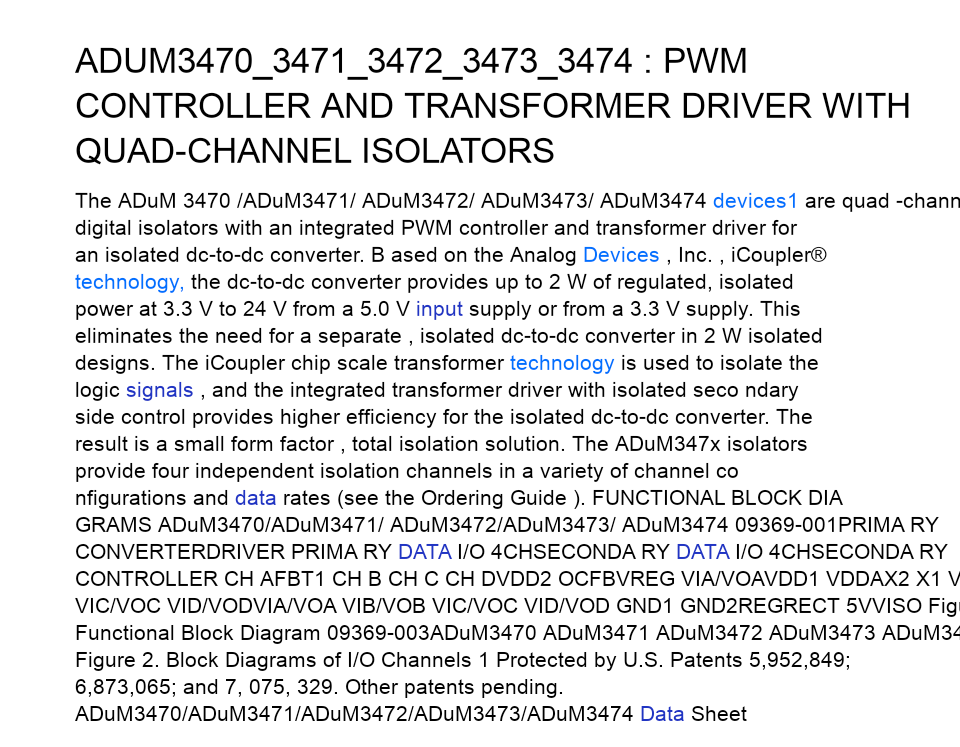 ADUM3470_3471_3472_3473_3474 : PWM
CONTROLLER AND TRANSFORMER DRIVER WITH
QUAD-CHANNEL ISOLATORS
The ADuM 3470 /ADuM3471/ ADuM3472/ ADuM3473/ ADuM3474 devices1 are quad -chann
digital isolators with an integrated PWM controller and transformer driver for
an isolated dc-to-dc converter. B ased on the Analog Devices , Inc. , iCoupler®
technology, the dc-to-dc converter provides up to 2 W of regulated, isolated
power at 3.3 V to 24 V from a 5.0 V input supply or from a 3.3 V supply. This
eliminates the need for a separate , isolated dc-to-dc converter in 2 W isolated
designs. The iCoupler chip scale transformer technology is used to isolate the
logic signals , and the integrated transformer driver with isolated seco ndary
side control provides higher efficiency for the isolated dc-to-dc converter. The
result is a small form factor , total isolation solution. The ADuM347x isolators
provide four independent isolation channels in a variety of channel co
nfigurations and data rates (see the Ordering Guide ). FUNCTIONAL BLOCK DIA
GRAMS ADuM3470/ADuM3471/ ADuM3472/ADuM3473/ ADuM3474 09369-001PRIMA RY
CONVERTERDRIVER PRIMA RY DATA I/O 4CHSECONDA RY DATA I/O 4CHSECONDA RY
CONTROLLER CH AFBT1 CH B CH C CH DVDD2 OCFBVREG VIA/VOAVDD1 VDDAX2 X1 V
VIC/VOC VID/VODVIA/VOA VIB/VOB VIC/VOC VID/VOD GND1 GND2REGRECT 5VVISO Figu
Functional Block Diagram 09369-003ADuM3470 ADuM3471 ADuM3472 ADuM3473 ADuM34
Figure 2. Block Diagrams of I/O Channels 1 Protected by U.S. Patents 5,952,849;
6,873,065; and 7, 075, 329. Other patents pending.
ADuM3470/ADuM3471/ADuM3472/ADuM3473/ADuM3474 Data Sheet